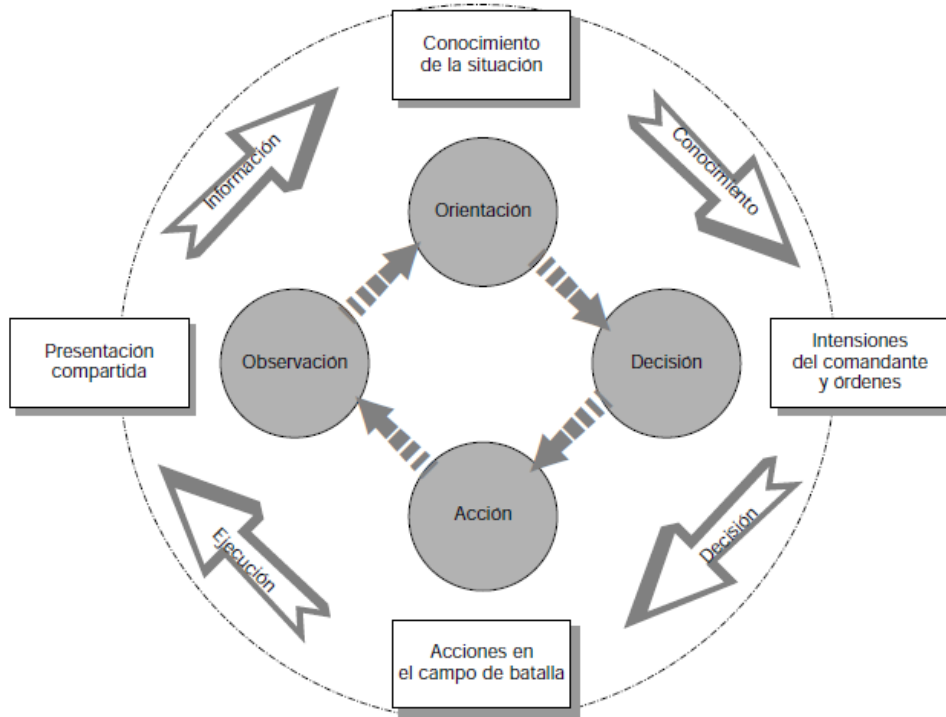 Conocimiento
de la situación
Información
Conocimiento
Orientación
Presentación
compartida
Observación
Decisión
Intensiones
del comandante
y órdenes
Acción
Ejecución
Decisión
Acciones en
el campo de batalla